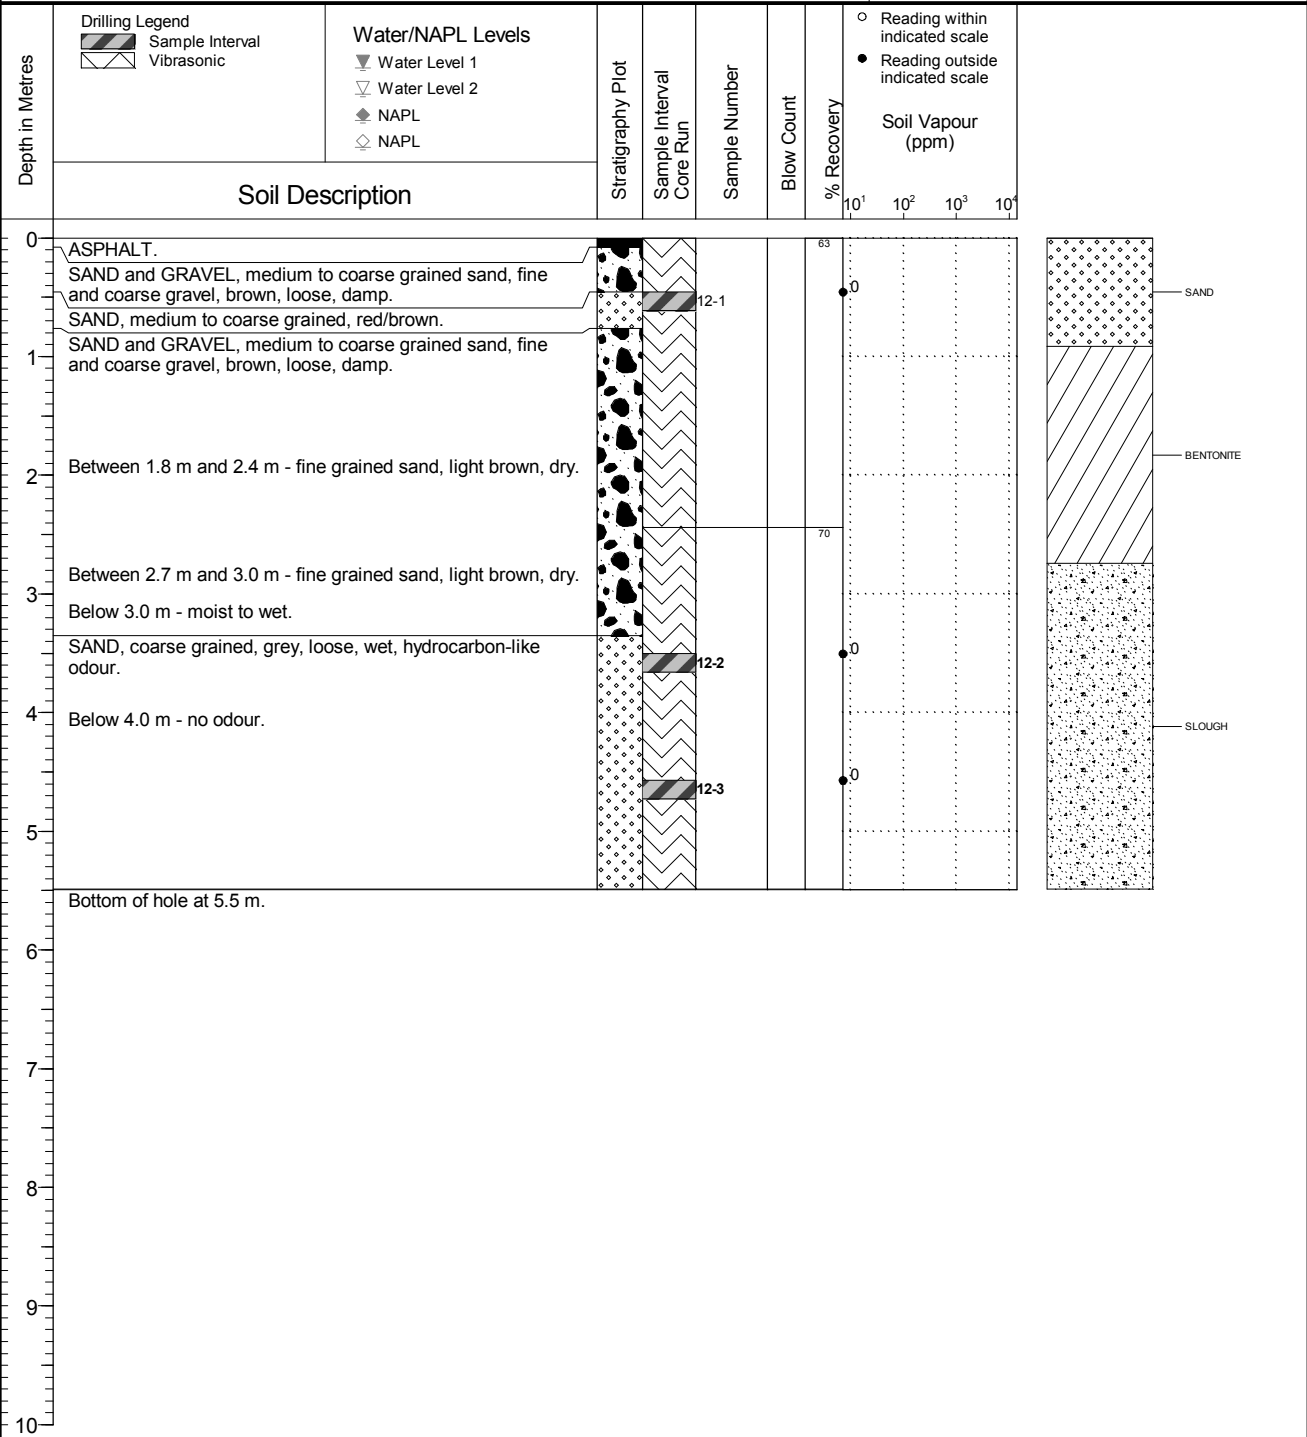 Drilling Legend
Sample Interval
Vibrasonic
Water/NAPL Levels
Water Level 1
Water Level 2
NAPL
NAPL
Depth in Metres
Soil Description
Stratigraphy Plot
Sample Interval
Core Run
Sample Number
Blow Count
% Recovery
Reading within
indicated scale
Reading outside
indicated scale
Soil Vapour
(ppm)
10¹ 10² 10³ 10⁴
0
ASPHALT.
63
SAND and GRAVEL, medium to coarse grained sand, fine
and coarse gravel, brown, loose, damp.
12-1
0
SAND
SAND, medium to coarse grained, red/brown.
SAND and GRAVEL, medium to coarse grained sand, fine
and coarse gravel, brown, loose, damp.
1
Between 1.8 m and 2.4 m - fine grained sand, light brown, dry.
BENTONITE
2
70
Between 2.7 m and 3.0 m - fine grained sand, light brown, dry.
3
Below 3.0 m - moist to wet.
SAND, coarse grained, grey, loose, wet, hydrocarbon-like
odour.
12-2
0
4
Below 4.0 m - no odour.
SLOUGH
12-3
0
5
Bottom of hole at 5.5 m.
6
7
8
9
10